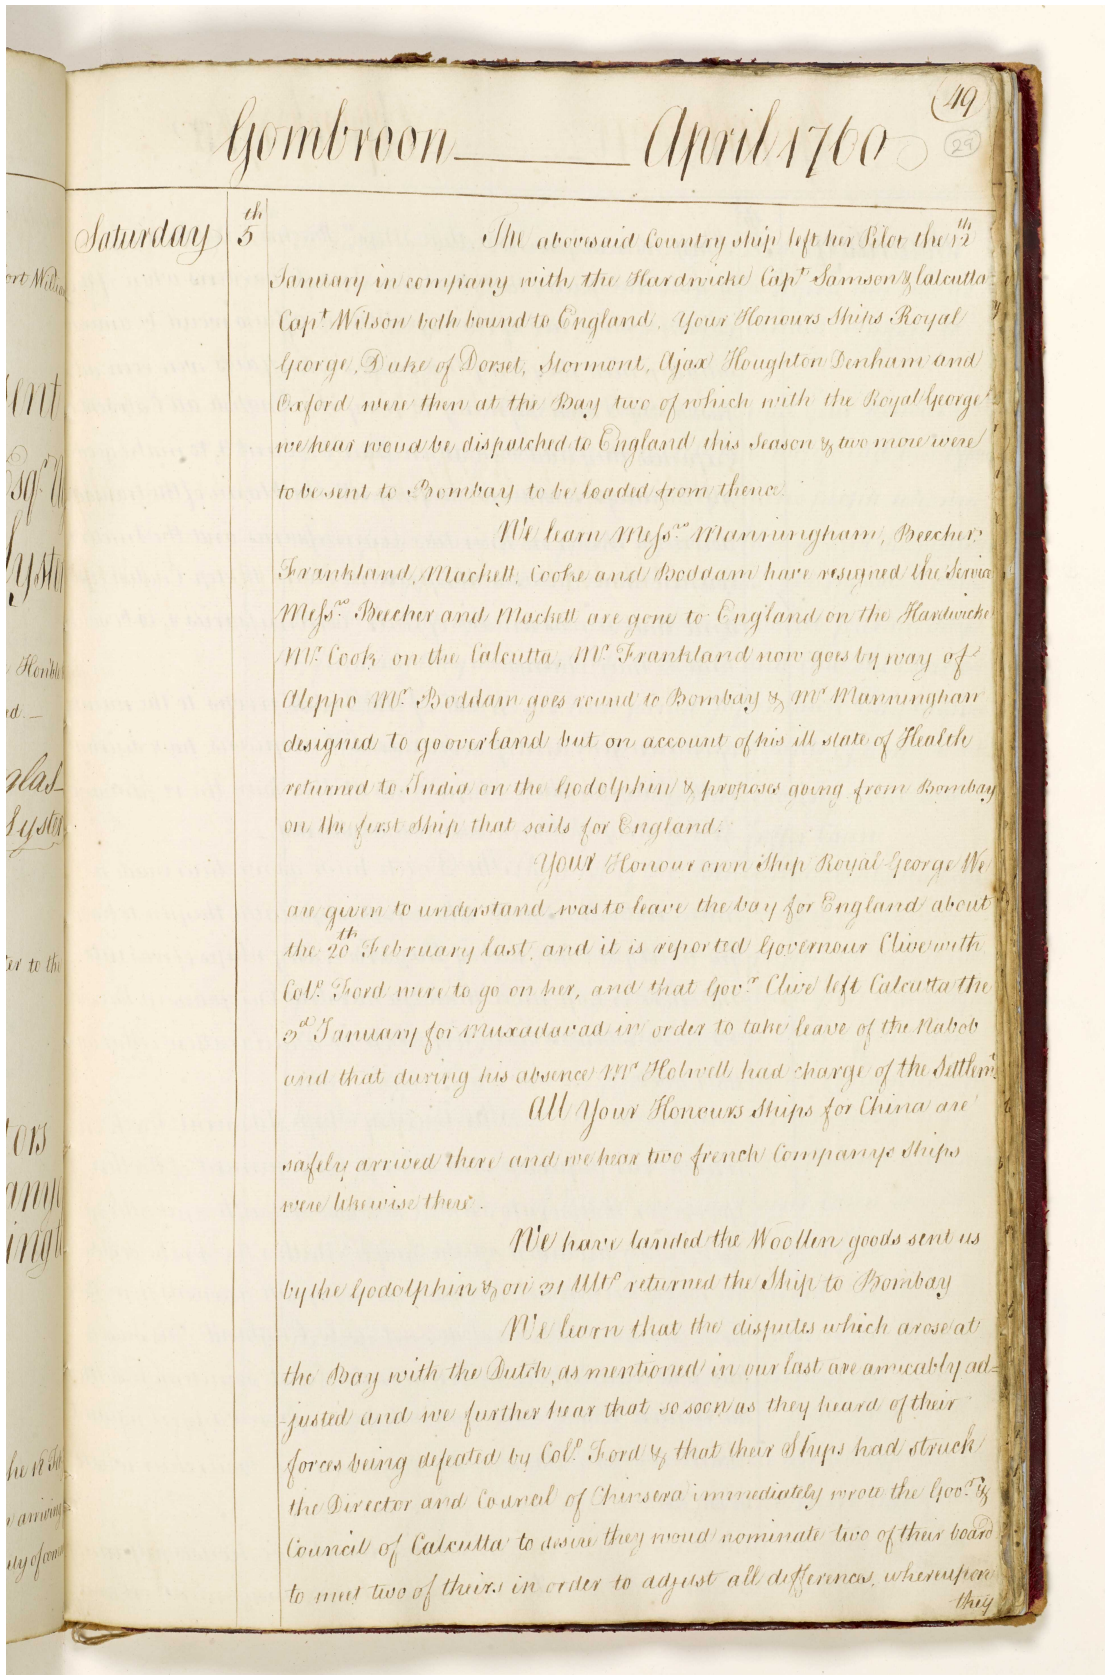 49
29
Gombroon April 1760
Saturday 5th The abovesaid Country ship left her Pilot the 12th
January in company with the Hardwicke Capt Samson & Calcutta
Capt Wilson both bound to England. Your Honours Ships Royal
George, Duke of Dorset, Stormont, Ajax Houghton Denham and
Oxford were then at the Bay two of which with the Royal George
we hear woud be dispatched to England this Season & two more were
to be sent to Bombay to be loaded from thence.
We learn Messrs. Manningham, Beecher,
Frankland, Mackett, Cooke and Boddam have resigned the Service
Messrs. Beecher and Mackett are gone to England on the Hardwicke
Mr. Cook on the Calcutta, Mr. Frankland now goes by way of
Aleppo Mr. Boddam goes round to Bombay & Mr Manningham
designed to go overland but on account of his ill state of Health
returned to India on the Godolphin & proposes going from Bombay
on the first Ship that sails for England.
Your Honour own Ship Royal George We
are given to understand was to leave the bay for England about
the 20th February last, and it is reported Governour Clive with
Colo. Ford were to go on her, and that Govr. Clive left Calcutta the
3d January for Muxadavad in order to take leave of the Nabob
and that during his absence Mr Holwell had charge of the Settlemt.
All Your Honours Ships for China are
safely arrived there and we hear two french Companys Ships
were likewise there.
We have landed the Woollen goods sent us
by the Godolphin & on 31 Ulto returned the Ship to Bombay
We learn that the disputes which arose at
the Bay with the Dutch, as mentioned in our last are amicably ad=
-justed and we further hear that so soon as they heard of their
forces being defeated by Colo. Ford & that their Ships had struck
the Director and Council of Chinsera immediately wrote the Govr. &
Council of Calcutta to desire they woud nominate two of their board
to meet two of theirs in order to adjust all differences, whereupon
they